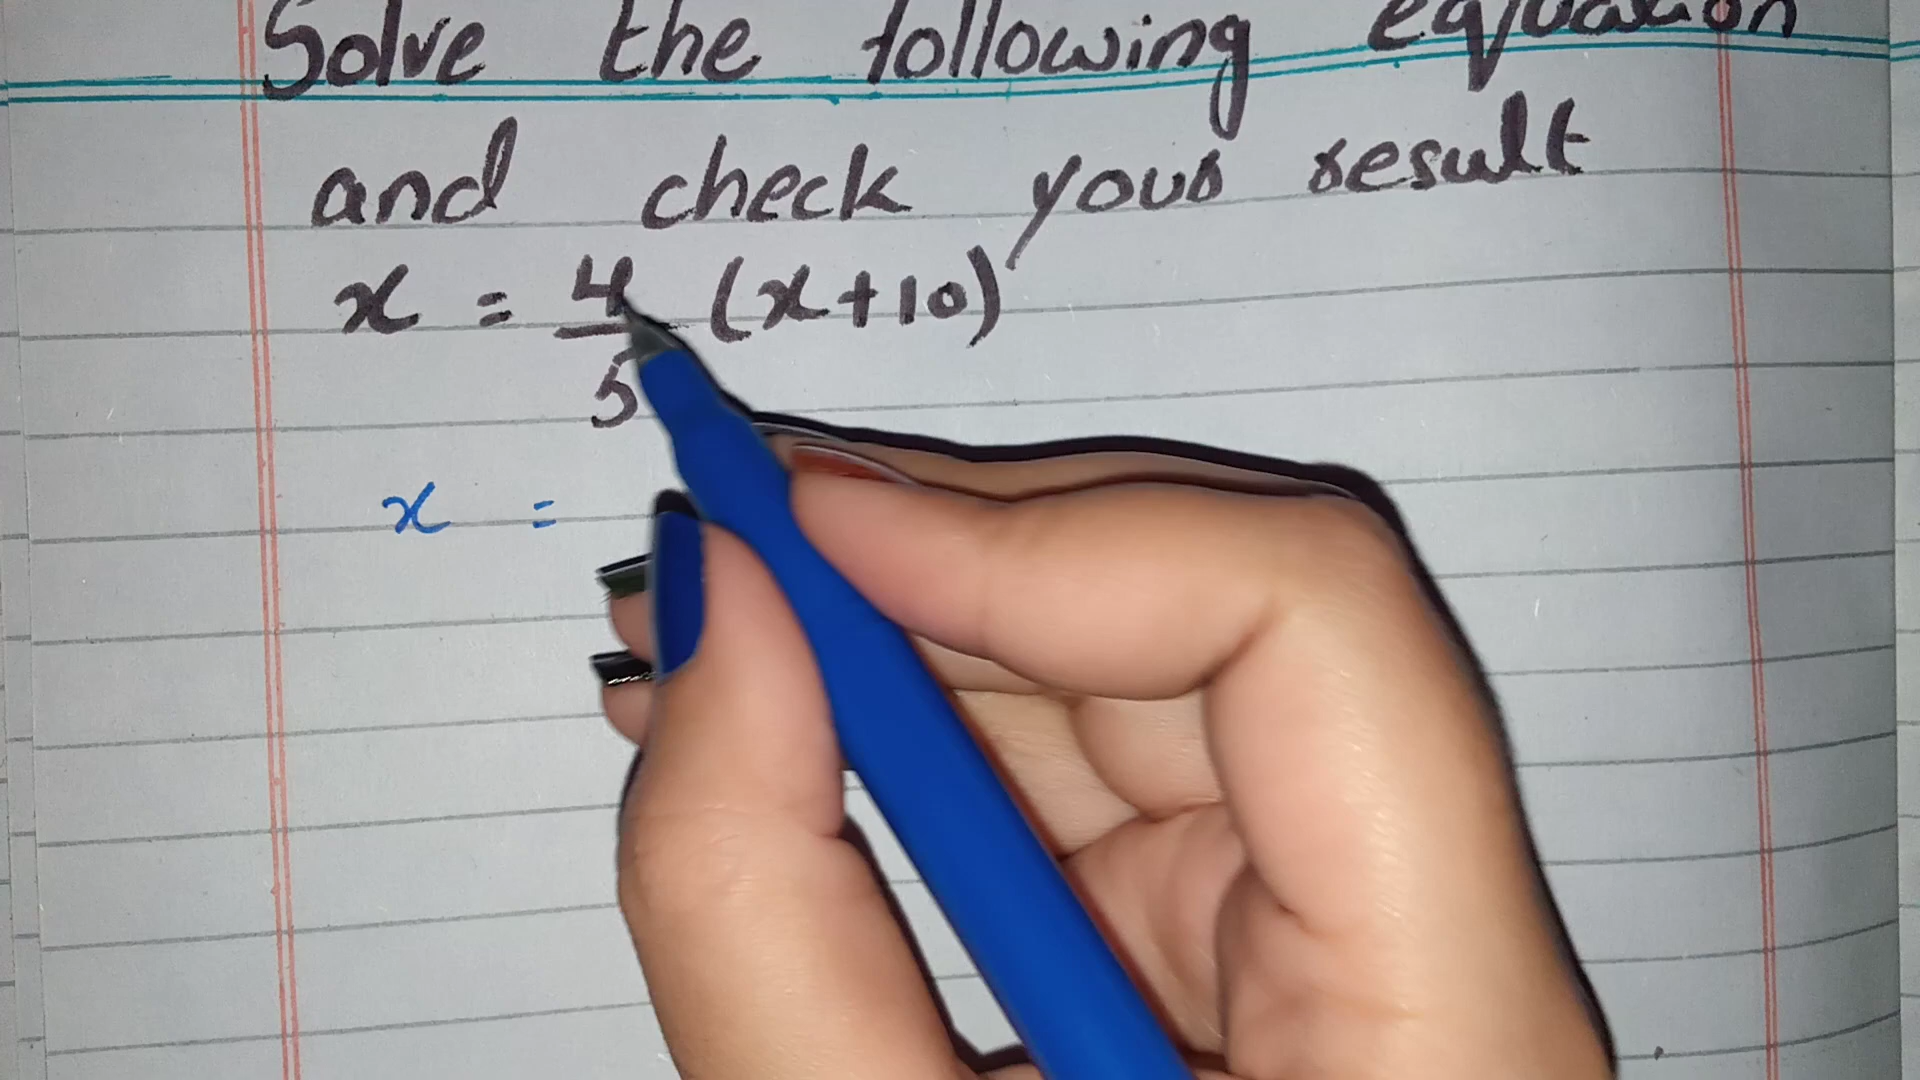 Solve the following equation
and check your result
x = 4/5 (x+10)
x =